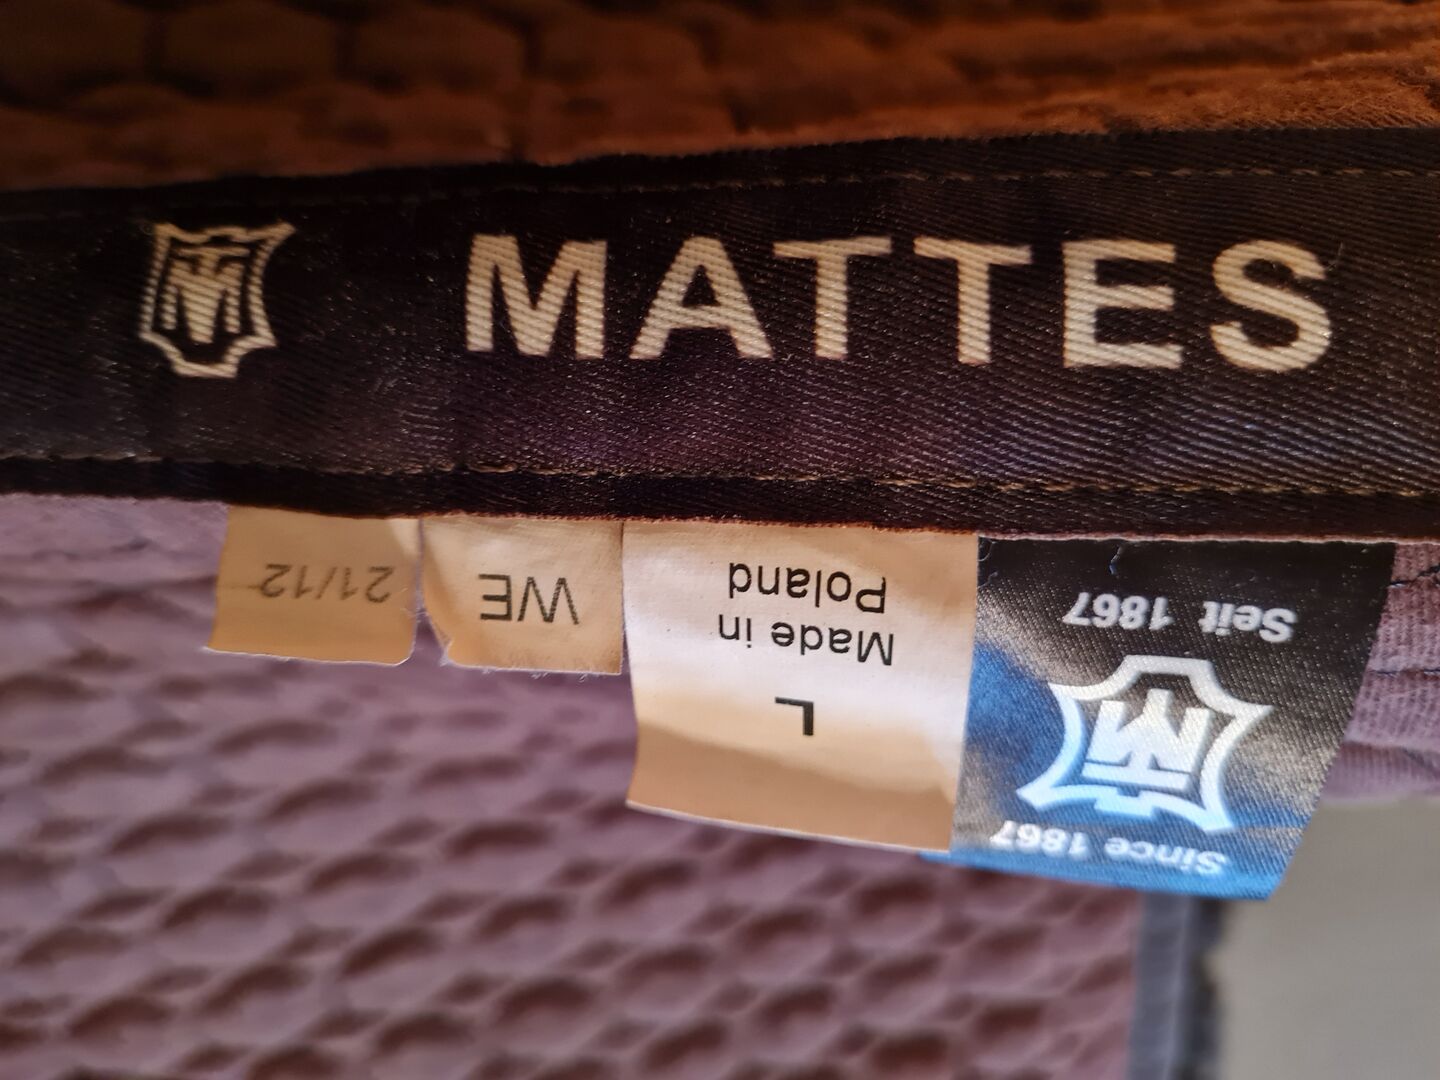 MATTES
21/12
WE
L
Made in
Poland
Since 1867
M
Seit 1867